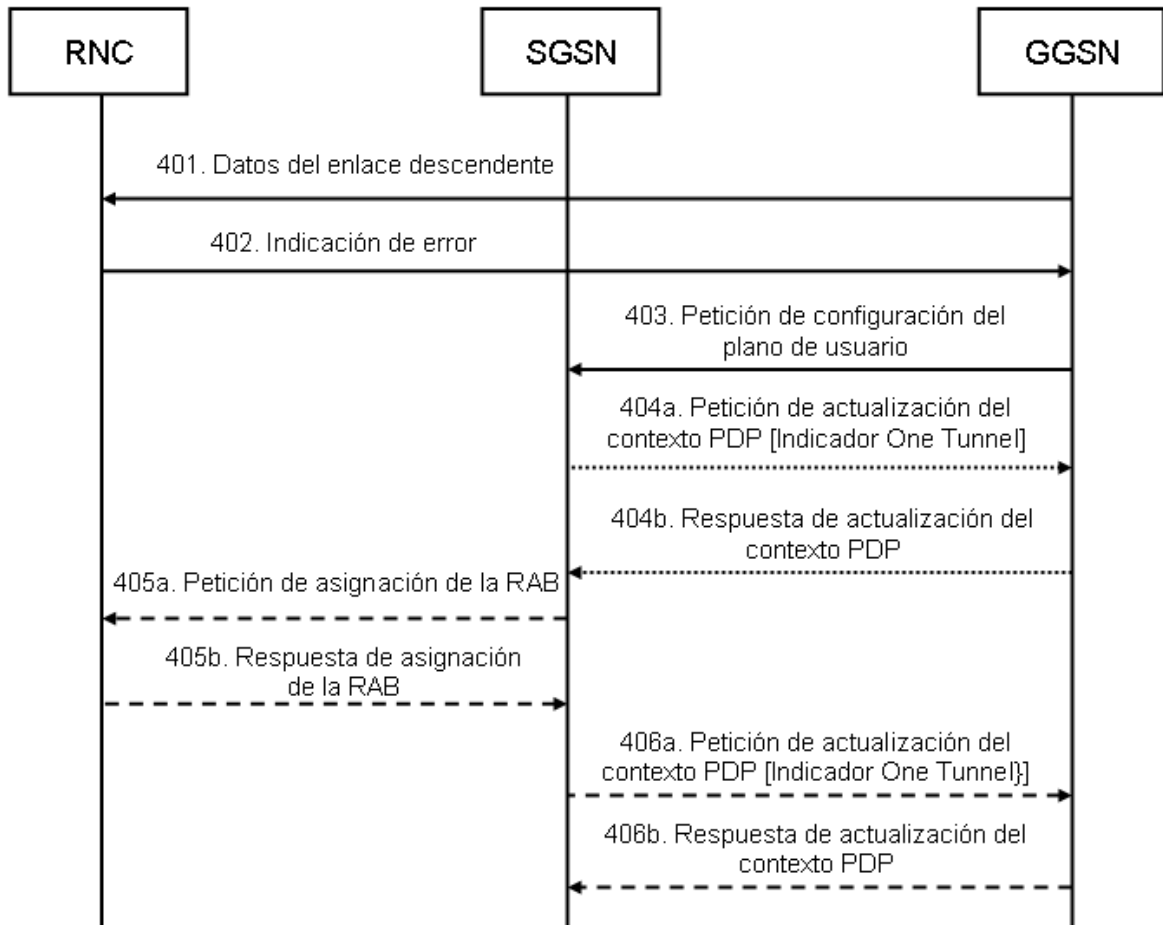 RNC
SGSN
GGSN
401. Datos del enlace descendente
402. Indicación de error
403. Petición de configuración del
plano de usuario
404a. Petición de actualización del
contexto PDP [Indicador One Tunnel]
404b. Respuesta de actualización del
contexto PDP
405a. Petición de asignación de la RAB
405b. Respuesta de asignación
de la RAB
406a. Petición de actualización del
contexto PDP [Indicador One Tunnel}]
406b. Respuesta de actualización del
contexto PDP